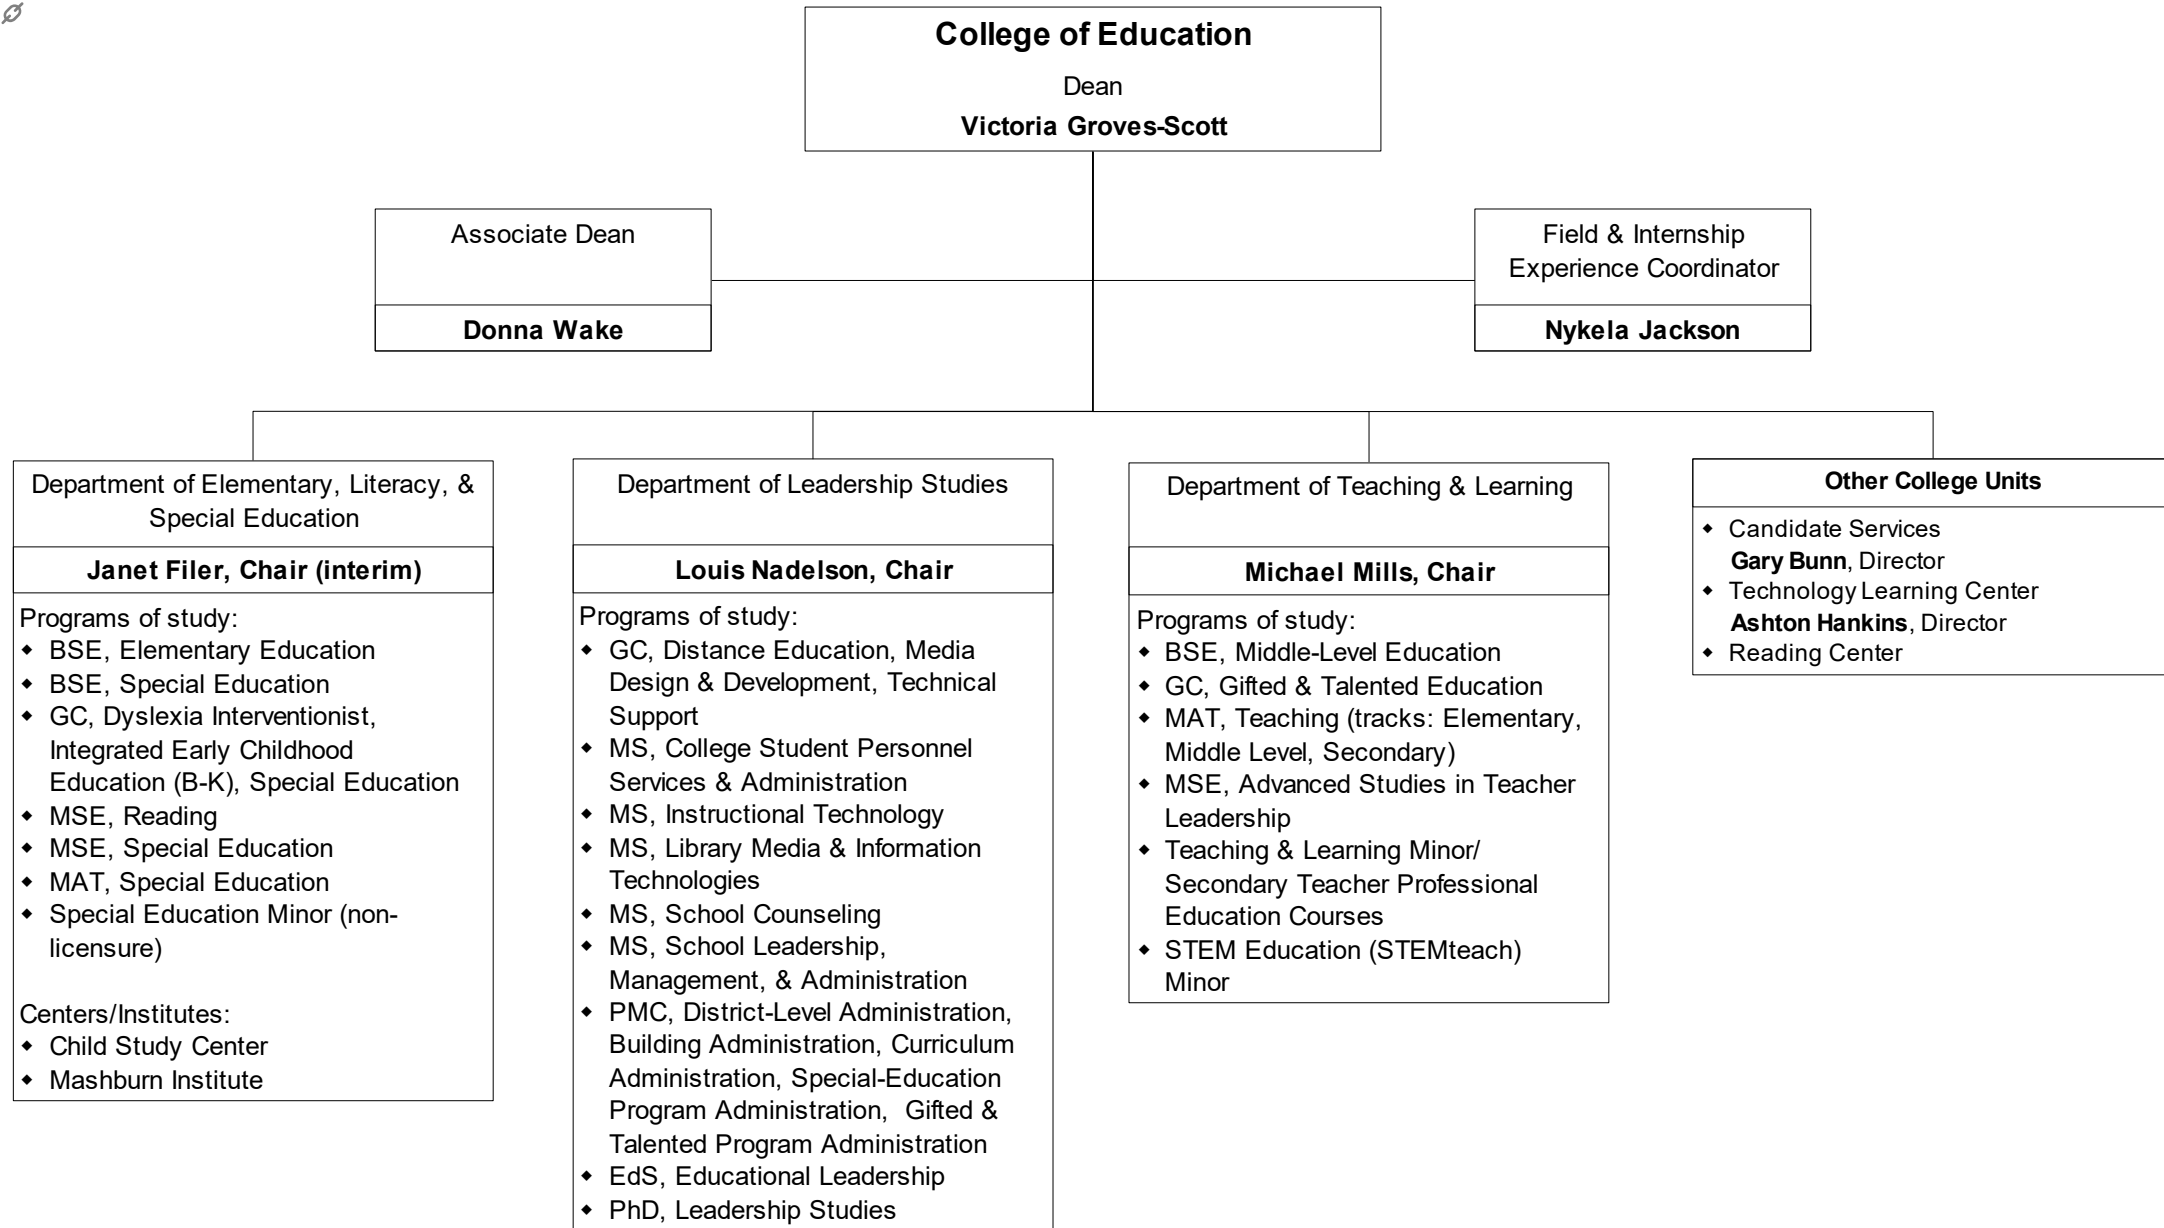 College of Education
Dean
Victoria Groves-Scott
Associate Dean
Donna Wake
Field & Internship
Experience Coordinator
Nykela Jackson
Department of Elementary, Literacy, &
Special Education
Janet Filer, Chair (interim)
Programs of study:
◆ BSE, Elementary Education
◆ BSE, Special Education
◆ GC, Dyslexia Interventionist,
Integrated Early Childhood
Education (B-K), Special Education
◆ MSE, Reading
◆ MSE, Special Education
◆ MAT, Special Education
◆ Special Education Minor (non-
licensure)
Centers/Institutes:
◆ Child Study Center
◆ Mashburn Institute
Department of Leadership Studies
Louis Nadelson, Chair
Programs of study:
◆ GC, Distance Education, Media
Design & Development, Technical
Support
◆ MS, College Student Personnel
Services & Administration
◆ MS, Instructional Technology
◆ MS, Library Media & Information
Technologies
◆ MS, School Counseling
◆ MS, School Leadership,
Management, & Administration
◆ PMC, District-Level Administration,
Building Administration, Curriculum
Administration, Special-Education
Program Administration, Gifted &
Talented Program Administration
◆ EdS, Educational Leadership
◆ PhD, Leadership Studies
Department of Teaching & Learning
Michael Mills, Chair
Programs of study:
◆ BSE, Middle-Level Education
◆ GC, Gifted & Talented Education
◆ MAT, Teaching (tracks: Elementary,
Middle Level, Secondary)
◆ MSE, Advanced Studies in Teacher
Leadership
◆ Teaching & Learning Minor/
Secondary Teacher Professional
Education Courses
◆ STEM Education (STEMteach)
Minor
Other College Units
◆ Candidate Services
Gary Bunn, Director
◆ Technology Learning Center
Ashton Hankins, Director
◆ Reading Center